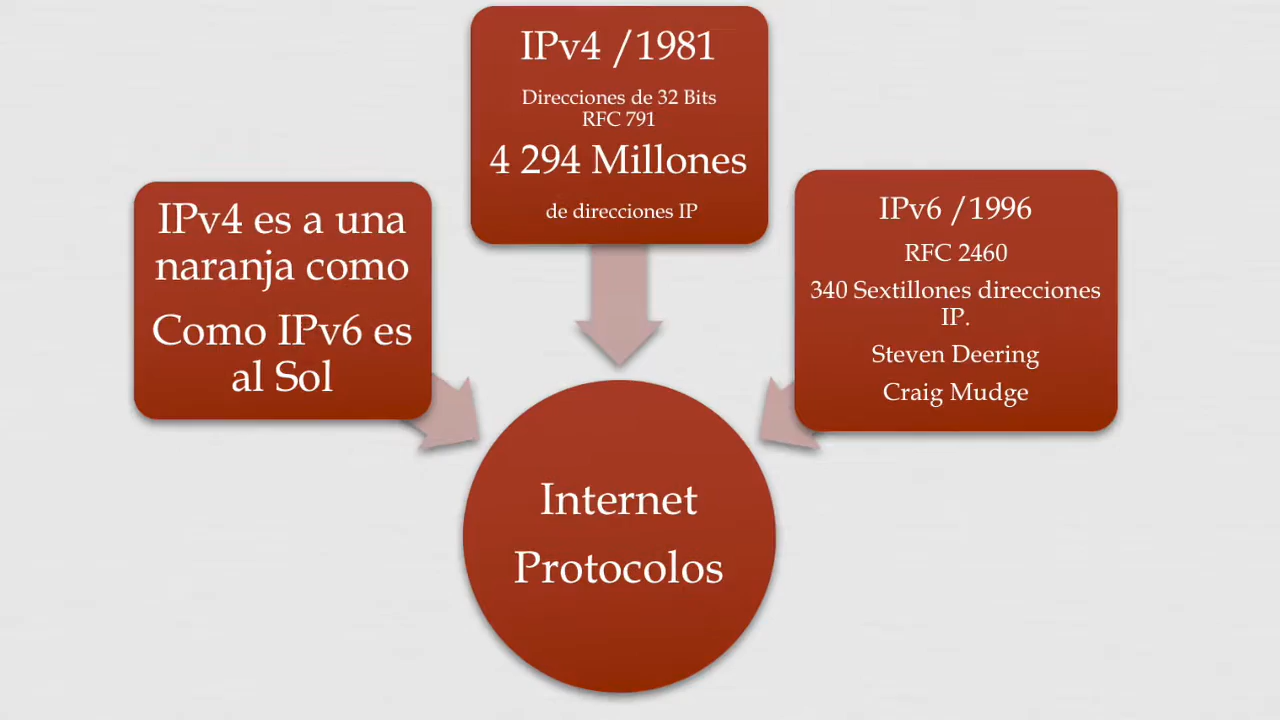 IPv4 /1981
Direcciones de 32 Bits
RFC 791
4 294 Millones
de direcciones IP
IPv4 es a una
naranja como
Como IPv6 es
al Sol
IPv6 /1996
RFC 2460
340 Sextillones direcciones
IP.
Steven Deering
Craig Mudge
Internet
Protocolos